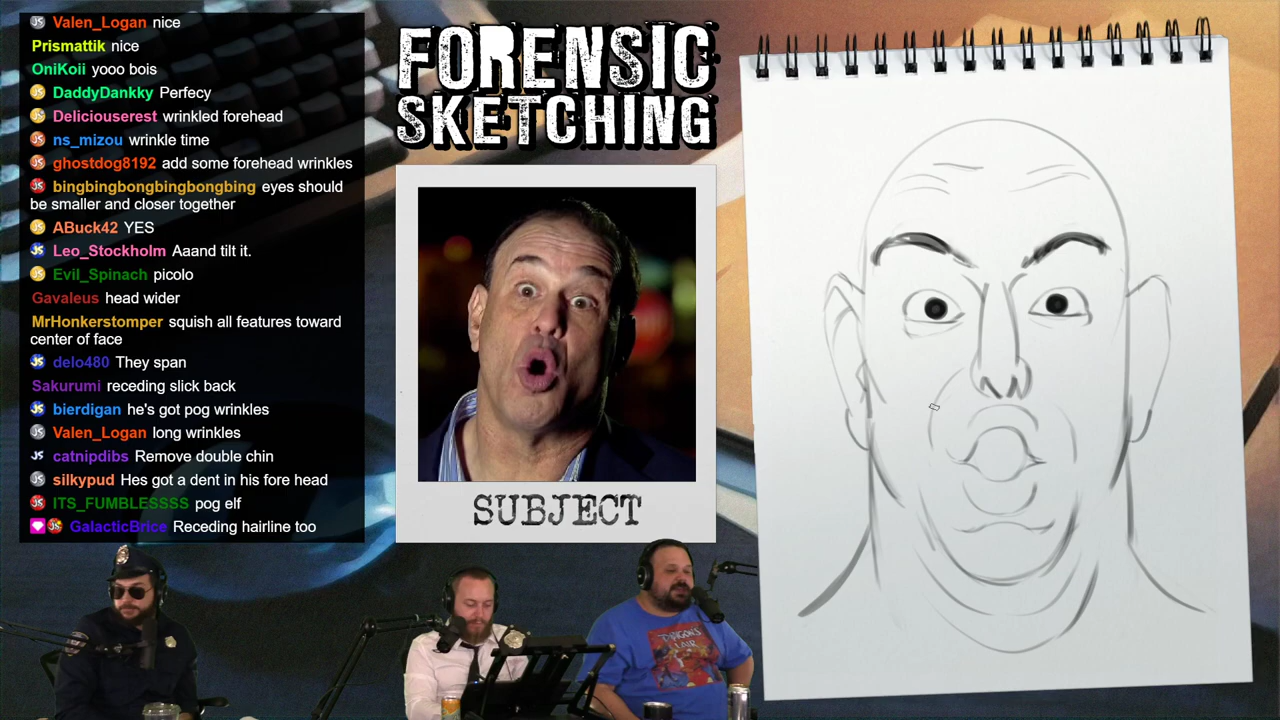 Valen_Logan nice
Prismattik nice
OniKoii yooo bois
DaddyDankky Perfecy
Deliciouserest wrinkled forehead
ns_mizou wrinkle time
ghostdog8192 add some forehead wrinkles
bingbingbongbingbongbing eyes should
be smaller and closer together
ABuck42 YES
Leo_Stockholm Aaand tilt it.
Evil_Spinach picolo
Gavaleus head wider
MrHonkerstomper squish all features toward
center of face
delo480 They span
Sakurumi receding slick back
bierdigan he's got pog wrinkles
Valen_Logan long wrinkles
catnipdibs Remove double chin
silkypud Hes got a dent in his fore head
ITS_FUMBLESSSS pog elf
GalacticBrice Receding hairline too
FORENSIC
SKETCHING
SUBJECT
DRAGON'S
LAIR